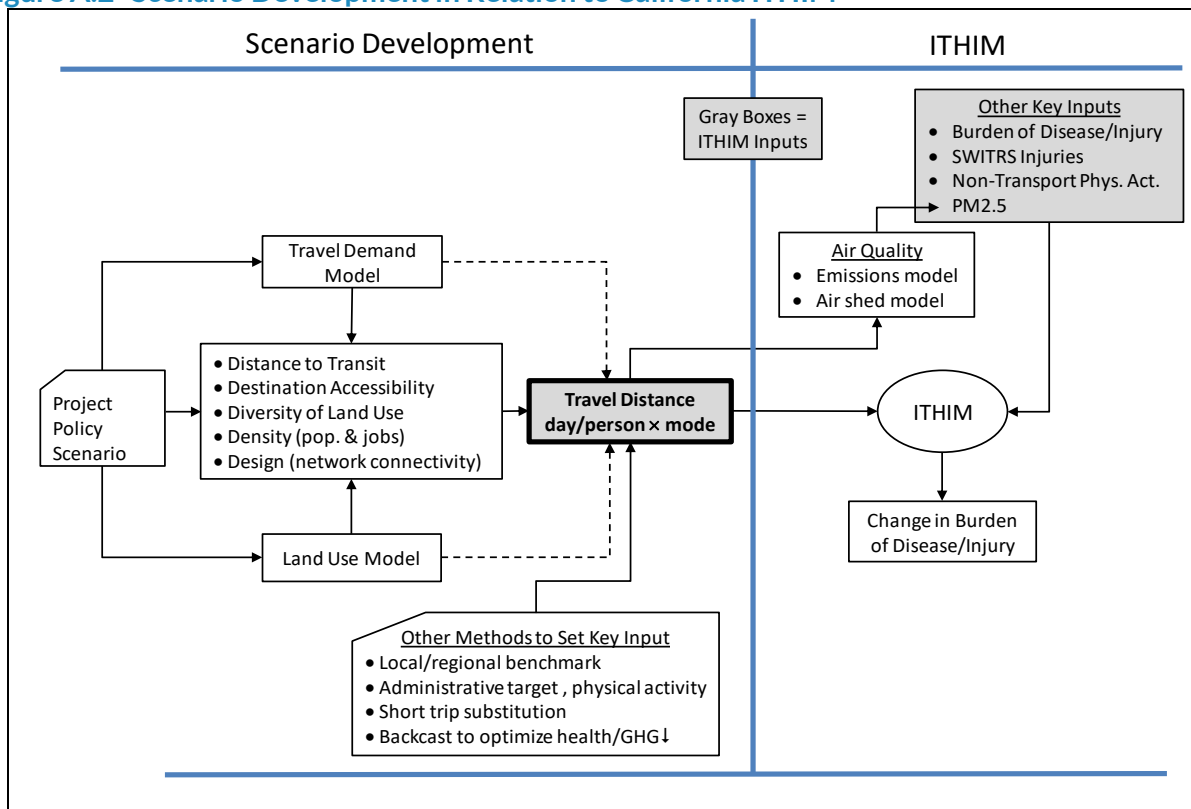 Scenario Development
ITHIM
Gray Boxes =
ITHIM Inputs
Other Key Inputs
• Burden of Disease/Injury
• SWITRS Injuries
• Non-Transport Phys. Act.
• PM2.5
Travel Demand
Model
Air Quality
• Emissions model
• Air shed model
Project
Policy
Scenario
• Distance to Transit
• Destination Accessibility
• Diversity of Land Use
• Density (pop. & jobs)
• Design (network connectivity)
Travel Distance
day/person × mode
ITHIM
Land Use Model
Change in Burden
of Disease/Injury
Other Methods to Set Key Input
• Local/regional benchmark
• Administrative target , physical activity
• Short trip substitution
• Backcast to optimize health/GHG↓